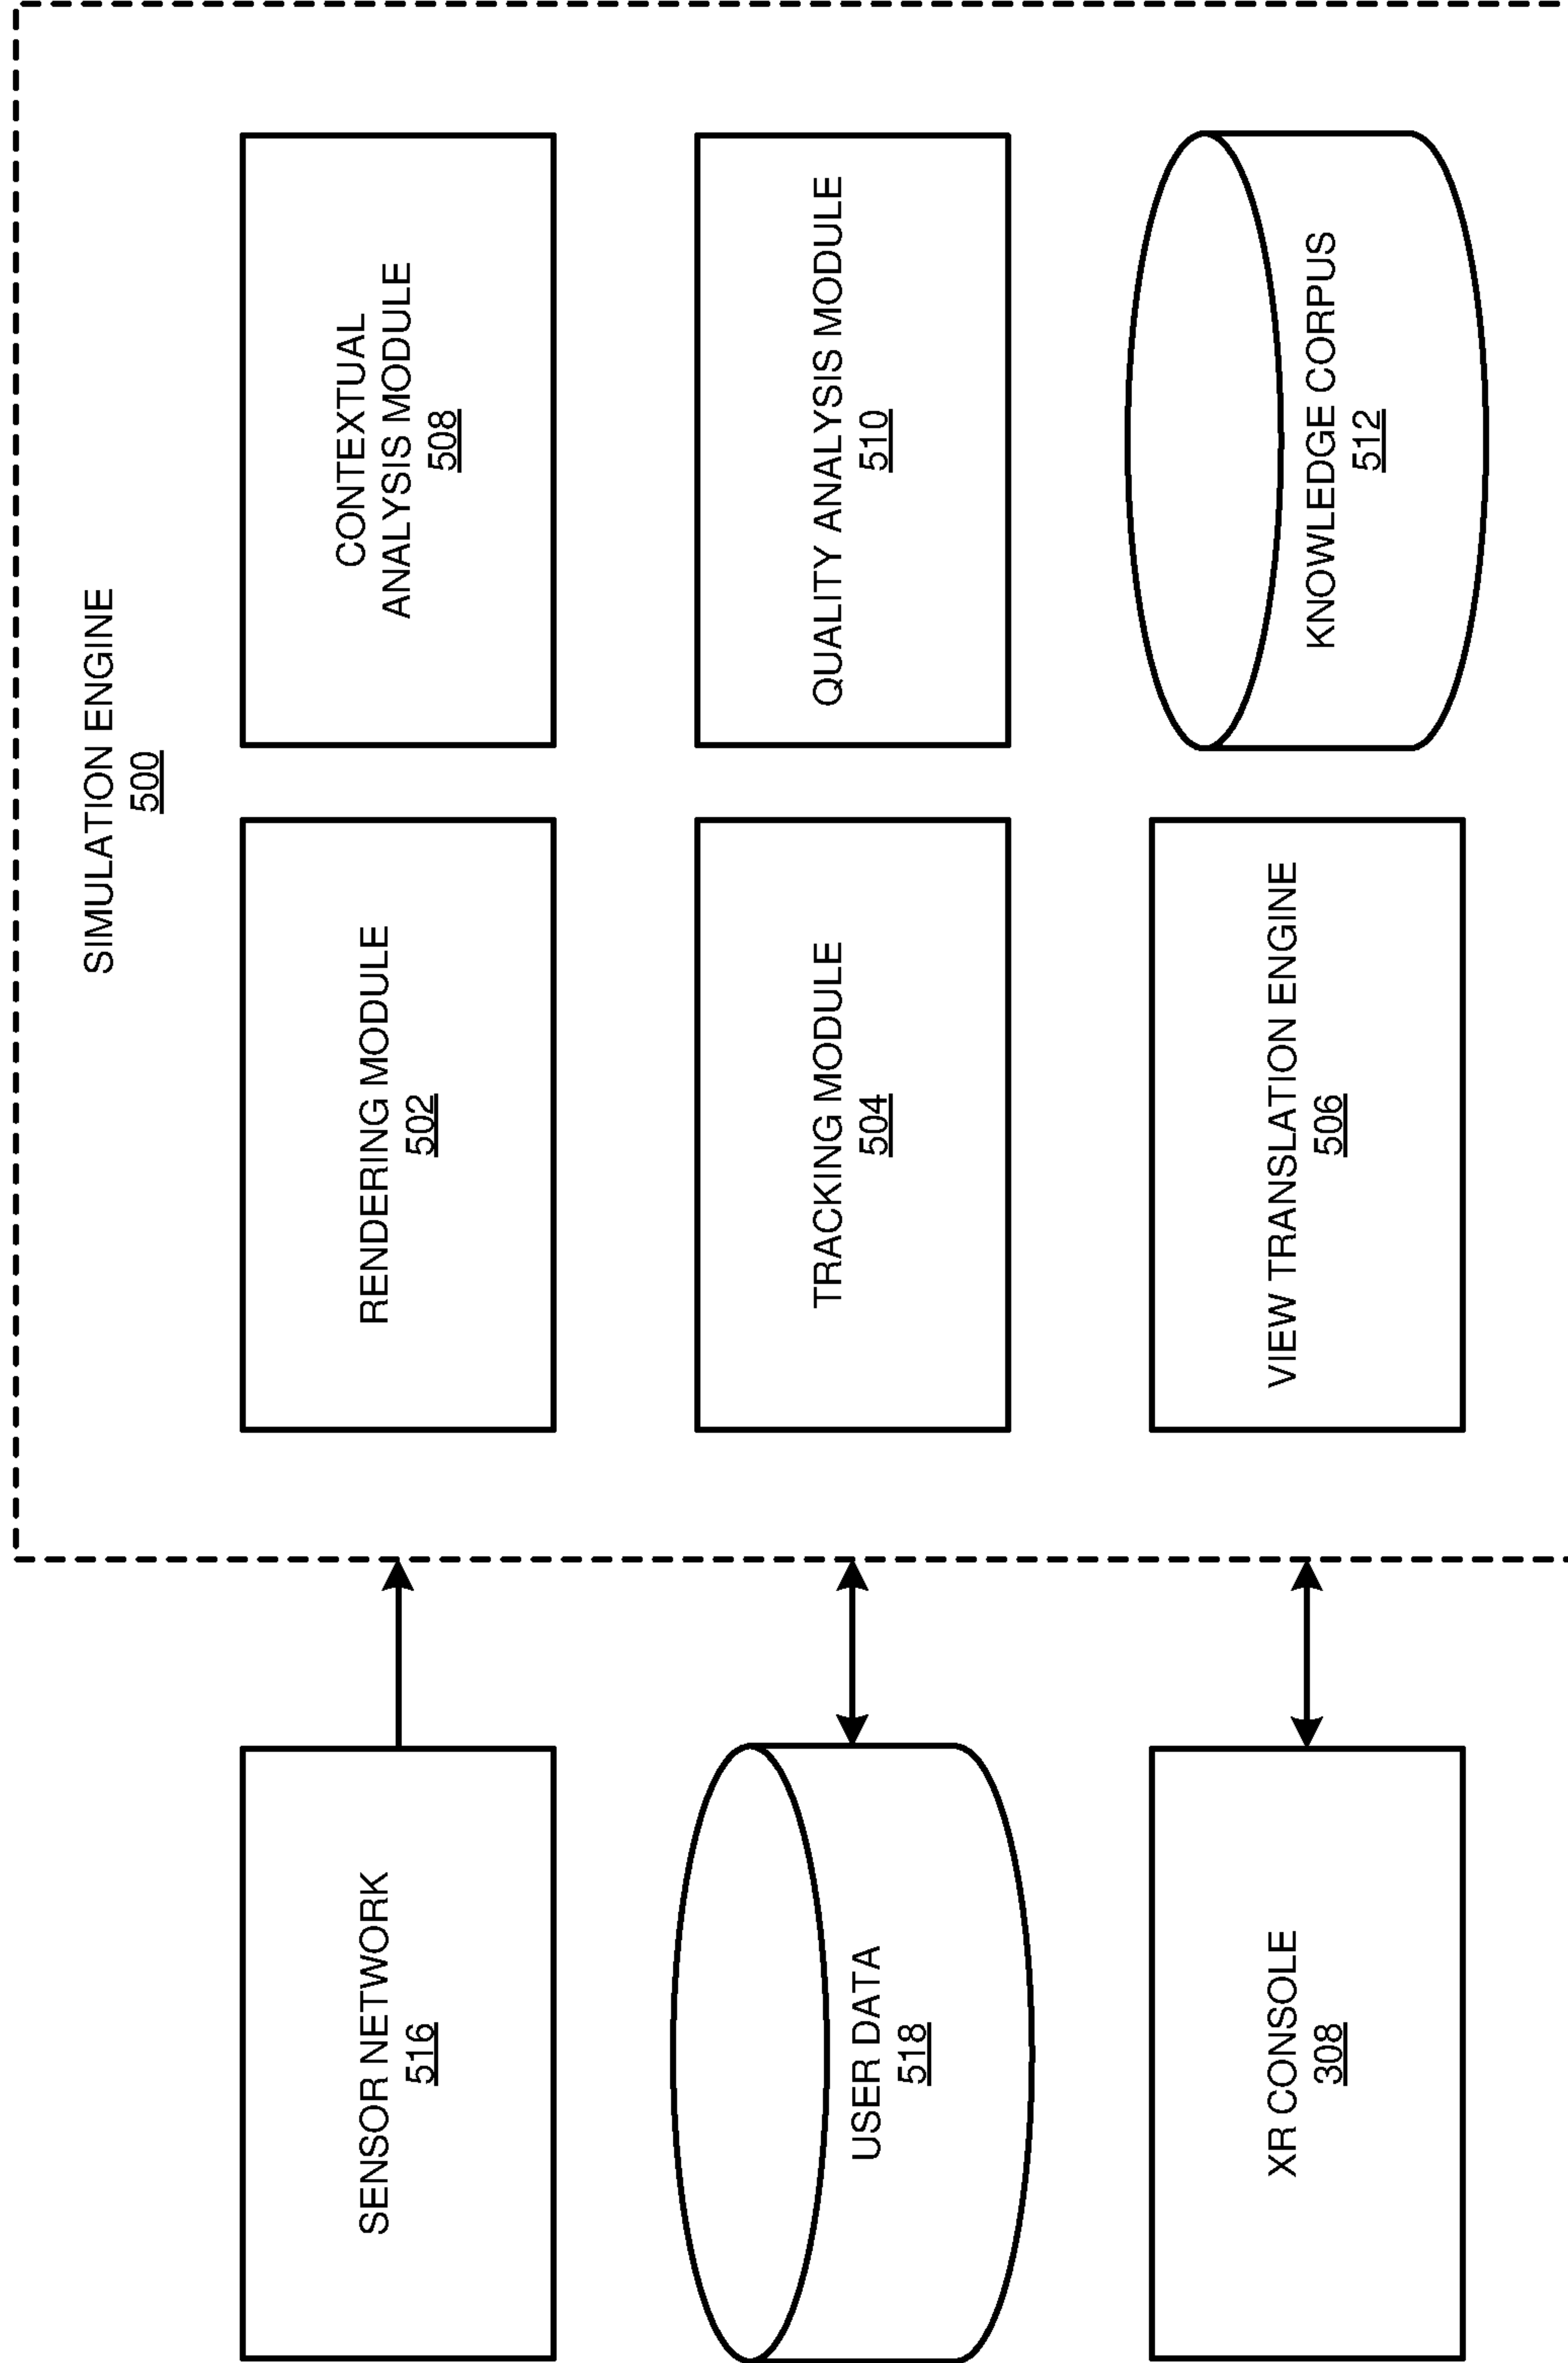 SIMULATION ENGINE
500
SENSOR NETWORK
516
RENDERING MODULE
502
CONTEXTUAL
ANALYSIS MODULE
508
USER DATA
518
TRACKING MODULE
504
QUALITY ANALYSIS MODULE
510
XR CONSOLE
308
VIEW TRANSLATION ENGINE
506
KNOWLEDGE CORPUS
512